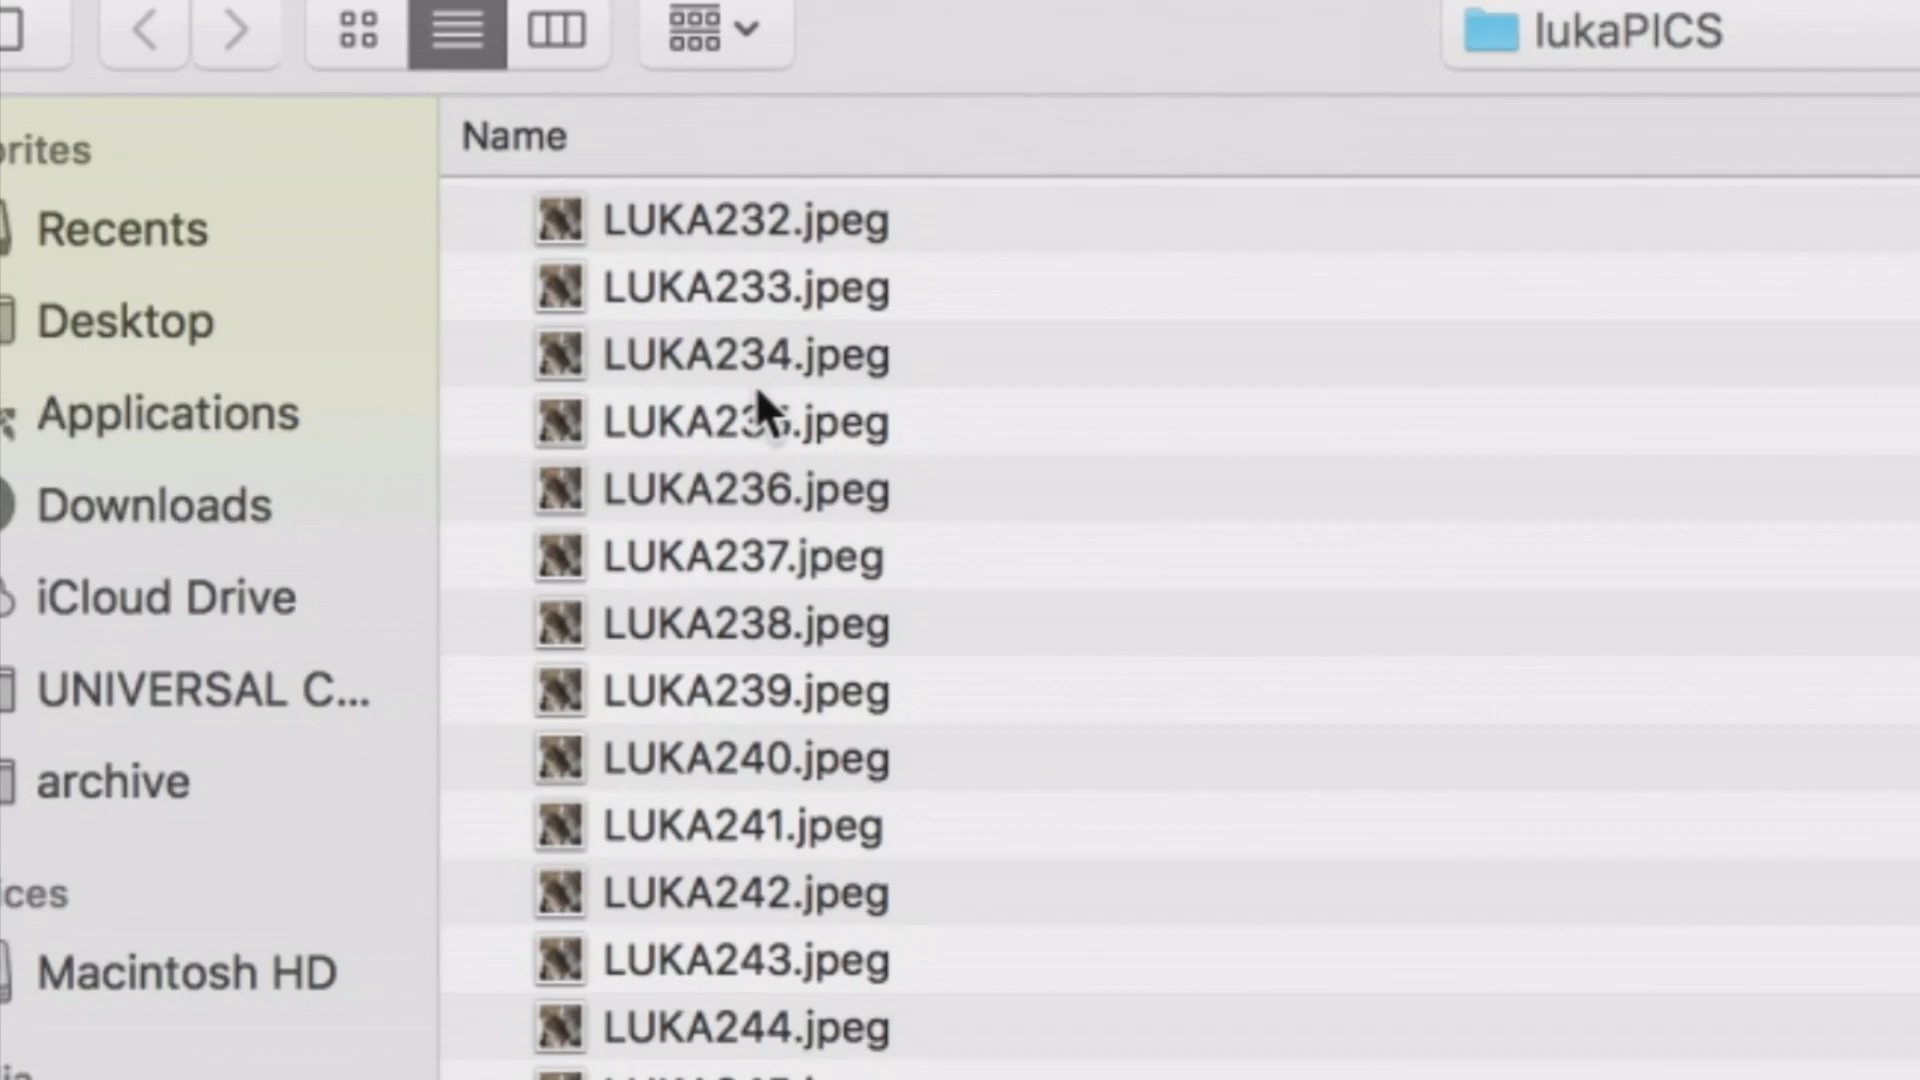 lukaPICS
orites
Name
Recents
Desktop
Applications
Downloads
iCloud Drive
UNIVERSAL C...
archive
ices
Macintosh HD
LUKA232.jpeg
LUKA233.jpeg
LUKA234.jpeg
LUKA235.jpeg
LUKA236.jpeg
LUKA237.jpeg
LUKA238.jpeg
LUKA239.jpeg
LUKA240.jpeg
LUKA241.jpeg
LUKA242.jpeg
LUKA243.jpeg
LUKA244.jpeg